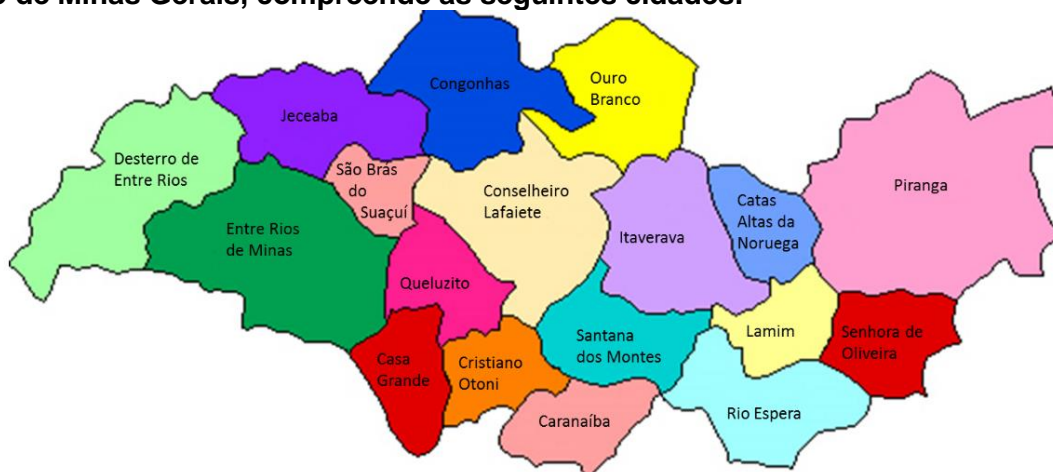 de Minas Gerais, compreende as seguintes cidades:
Congonhas
Ouro
Branco
Jeceaba
Desterro de
Entre Rios
São Brás
do
Suaçuí
Conselheiro
Lafaiete
Piranga
Catas
Altas da
Noruega
Entre Rios
de Minas
Itaverava
Queluzito
Santana
dos Montes
Lamim
Senhora de
Oliveira
Casa
Grande
Cristiano
Otoni
Caranaíba
Rio Espera